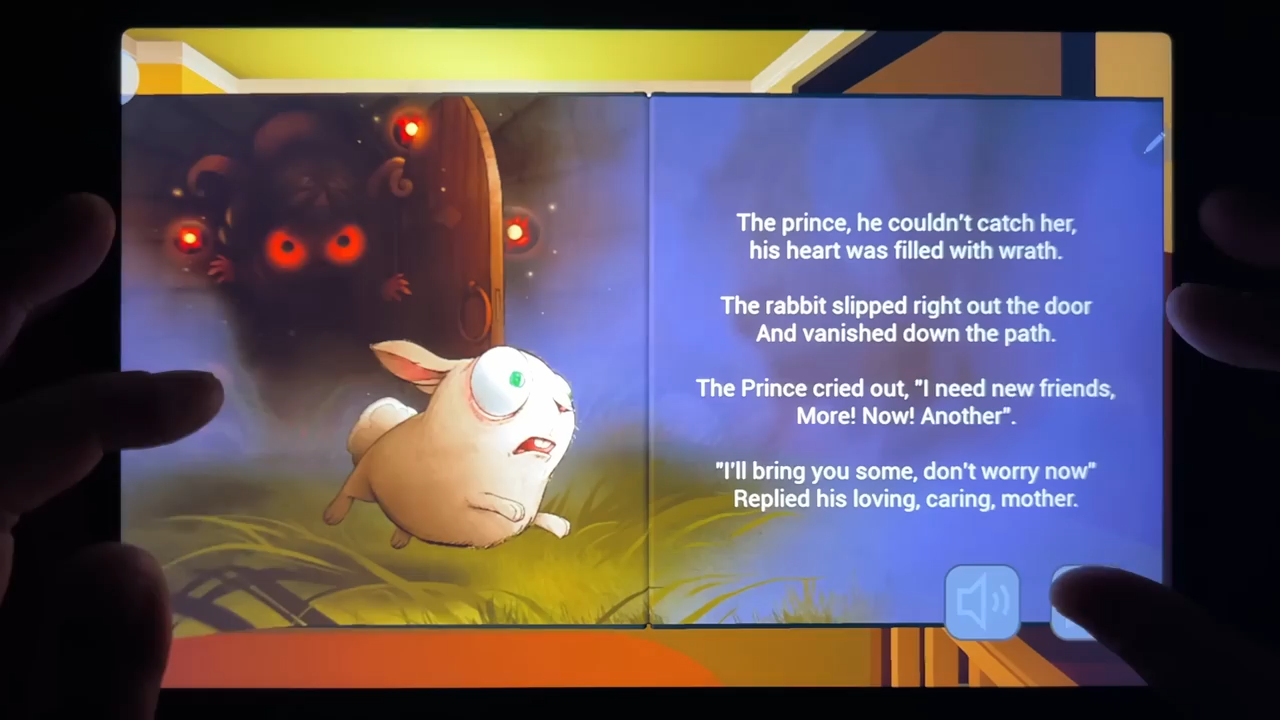 The prince, he couldn't catch her,
his heart was filled with wrath.
The rabbit slipped right out the door
And vanished down the path.
The Prince cried out, "I need new friends,
More! Now! Another".
"I'll bring you some, don't worry now"
Replied his loving, caring, mother.